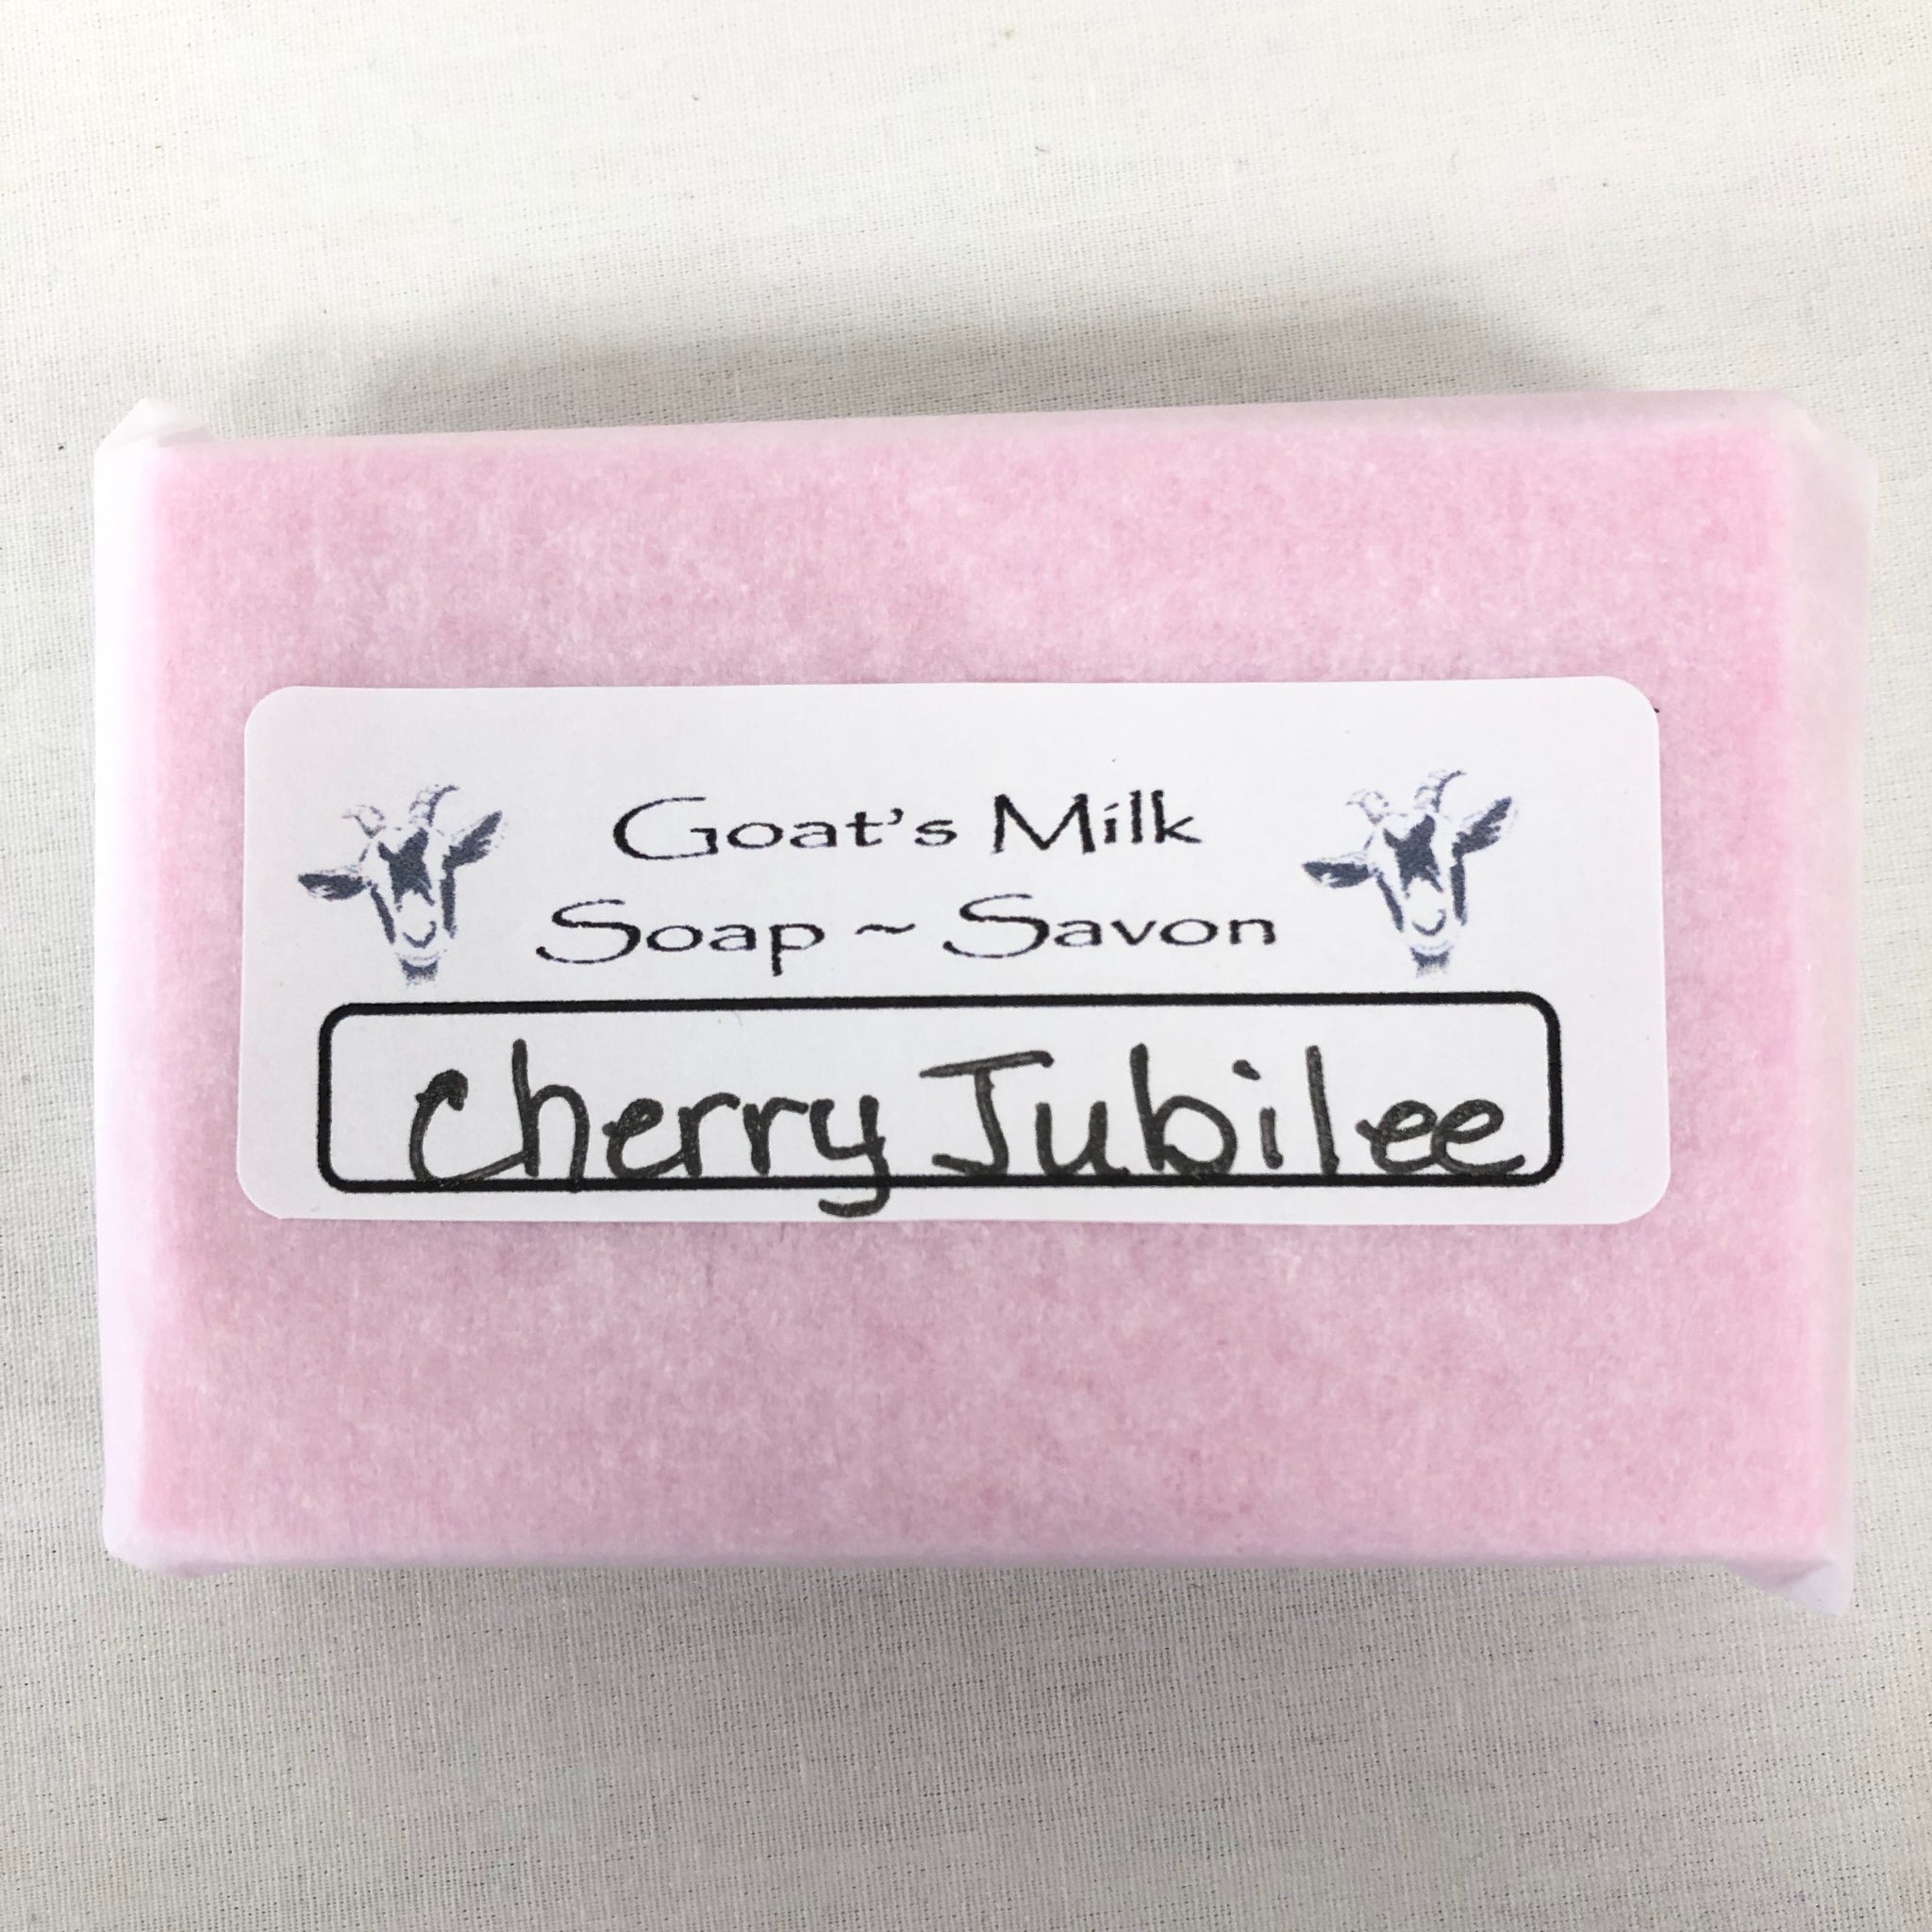 Goat's Milk
Soap ~ Savon
Cherry Jubilee